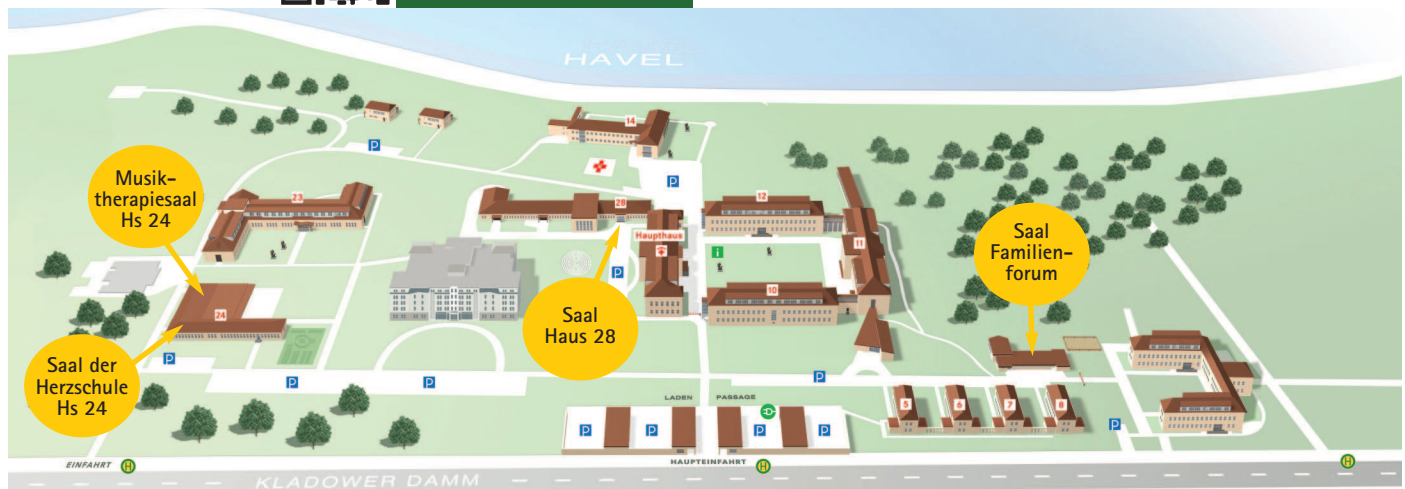 HAVEL
14
P
Musik-
therapiesaal
Hs 24
23
P
28
12
Haupthaus
11
i
P
Saal
Familien-
forum
10
24
Saal
Haus 28
Saal der
Herzschule
Hs 24
P
P
P
P
LADEN PASSAGE
5
6
7
8
P
P
P
P
P
EINFAHRT
H
HAUPTEINFAHRT
H
H
KLADOWER DAMM